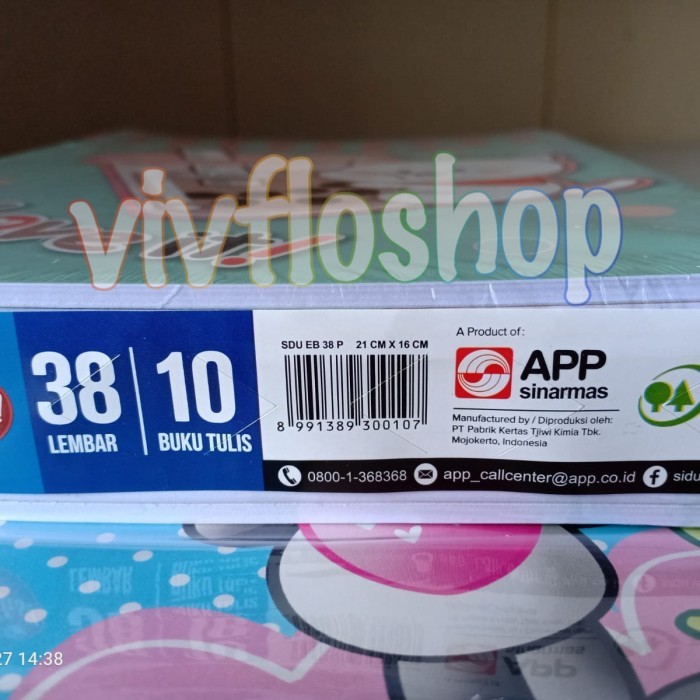 vivfloshop
38
LEMBAR
10
BUKU TULIS
SDU EB 38 P 21 CM X 16 CM
8 991389 300107
A Product of:
APP
sinarmas
Manufactured by / Diproduksi oleh:
PT Pabrik Kertas Tjiwi Kimia Tbk.
Mojokerto, Indonesia
0800-1-368368 app_callcenter@app.co.id sidu
27 14:38